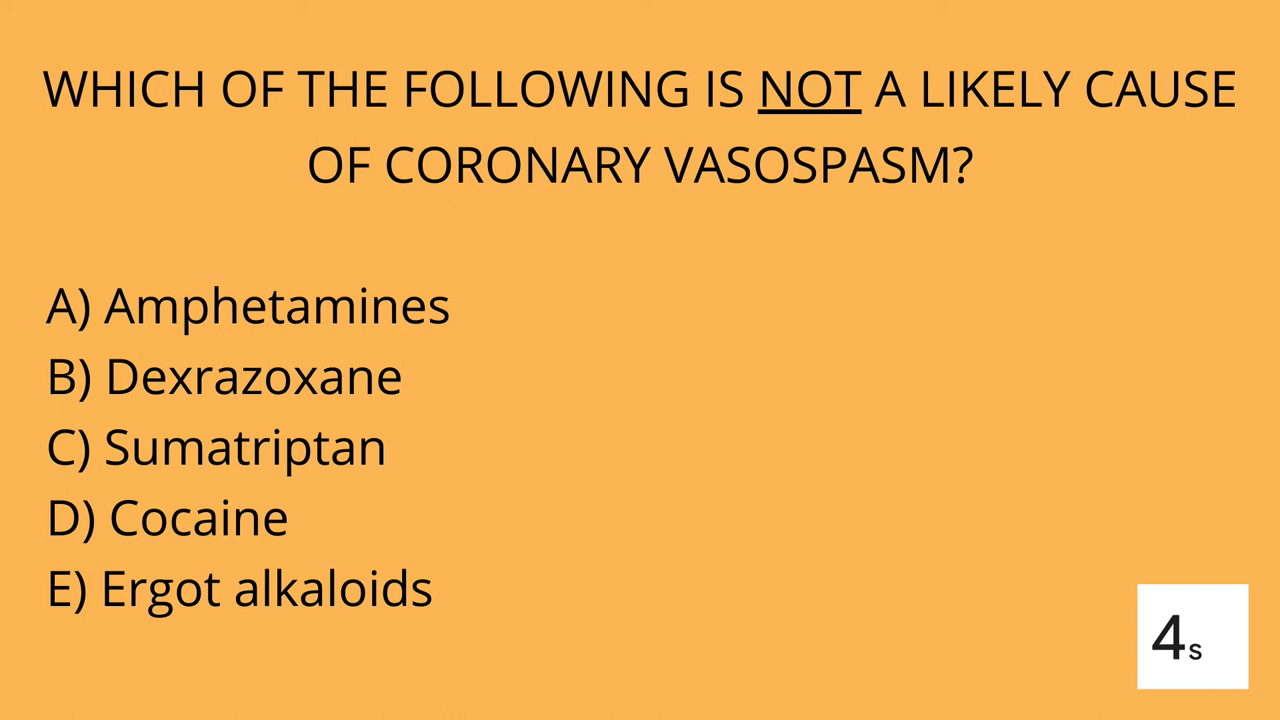 WHICH OF THE FOLLOWING IS NOT A LIKELY CAUSE
OF CORONARY VASOSPASM?
A) Amphetamines
B) Dexrazoxane
C) Sumatriptan
D) Cocaine
E) Ergot alkaloids
4s